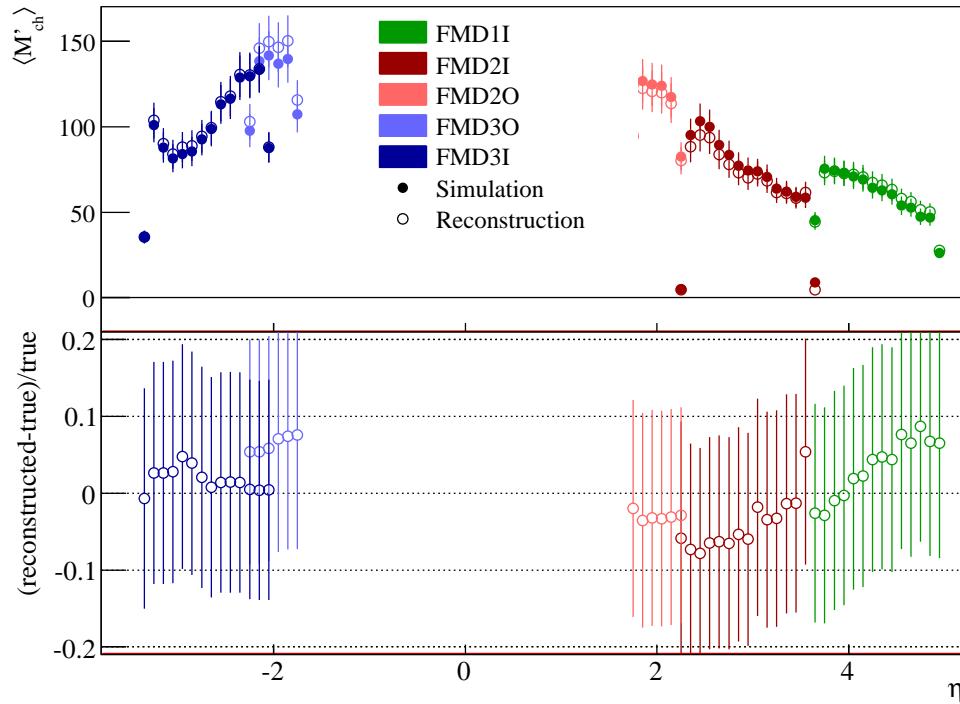 ⟨M'ch⟩
150
100
50
0
FMD1I
FMD2I
FMD2O
FMD3O
FMD3I
Simulation
Reconstruction
(reconstructed-true)/true
0.2
0.1
0
-0.1
-0.2
-2
0
2
4
η